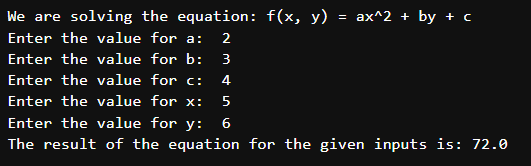 We are solving the equation: f(x, y) = ax^2 + by + c
Enter the value for a:  2
Enter the value for b:  3
Enter the value for c:  4
Enter the value for x:  5
Enter the value for y:  6
The result of the equation for the given inputs is: 72.0